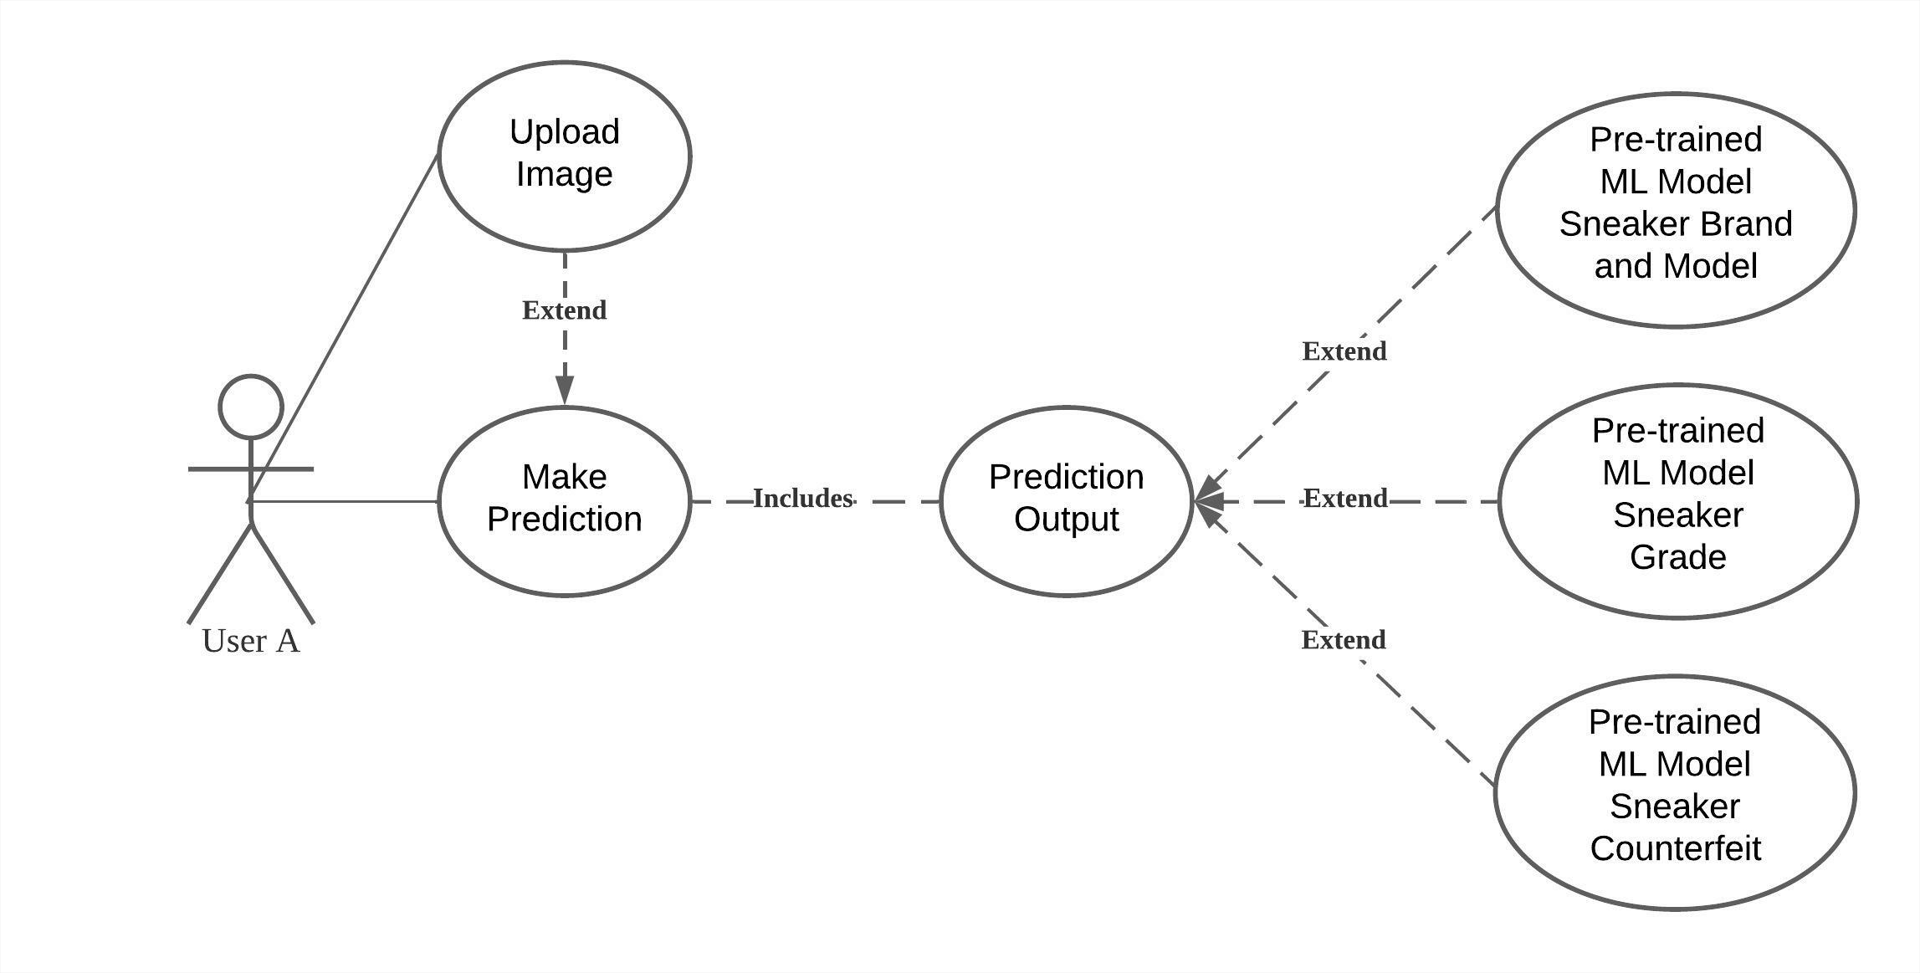 Upload
Image
Extend
Make
Prediction
User A
Includes
Prediction
Output
Extend
Extend
Extend
Pre-trained
ML Model
Sneaker Brand
and Model
Pre-trained
ML Model
Sneaker
Grade
Pre-trained
ML Model
Sneaker
Counterfeit